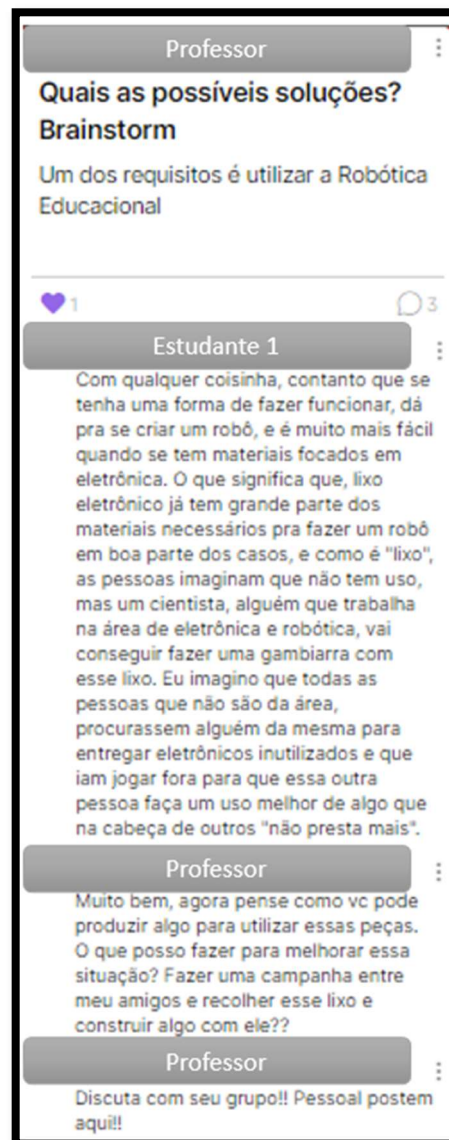 Professor
Quais as possíveis soluções?
Brainstorm
Um dos requisitos é utilizar a Robótica
Educacional
1
3
Estudante 1
Com qualquer coisinha, contanto que se
tenha uma forma de fazer funcionar, dá
pra se criar um robô, e é muito mais fácil
quando se tem materiais focados em
eletrônica. O que significa que, lixo
eletrônico já tem grande parte dos
materiais necessários pra fazer um robô
em boa parte dos casos, e como é "lixo",
as pessoas imaginam que não tem uso,
mas um cientista, alguém que trabalha
na área de eletrônica e robótica, vai
conseguir fazer uma gambiarra com
esse lixo. Eu imagino que todas as
pessoas que não são da área,
procurassem alguém da mesma para
entregar eletrônicos inutilizados e que
iam jogar fora para que essa outra
pessoa faça um uso melhor de algo que
na cabeça de outros "não presta mais".
Professor
Muito bem, agora pense como vc pode
produzir algo para utilizar essas peças.
O que posso fazer para melhorar essa
situação? Fazer uma campanha entre
meu amigos e recolher esse lixo e
construir algo com ele??
Professor
Discuta com seu grupo!! Pessoal postem
aqui!!